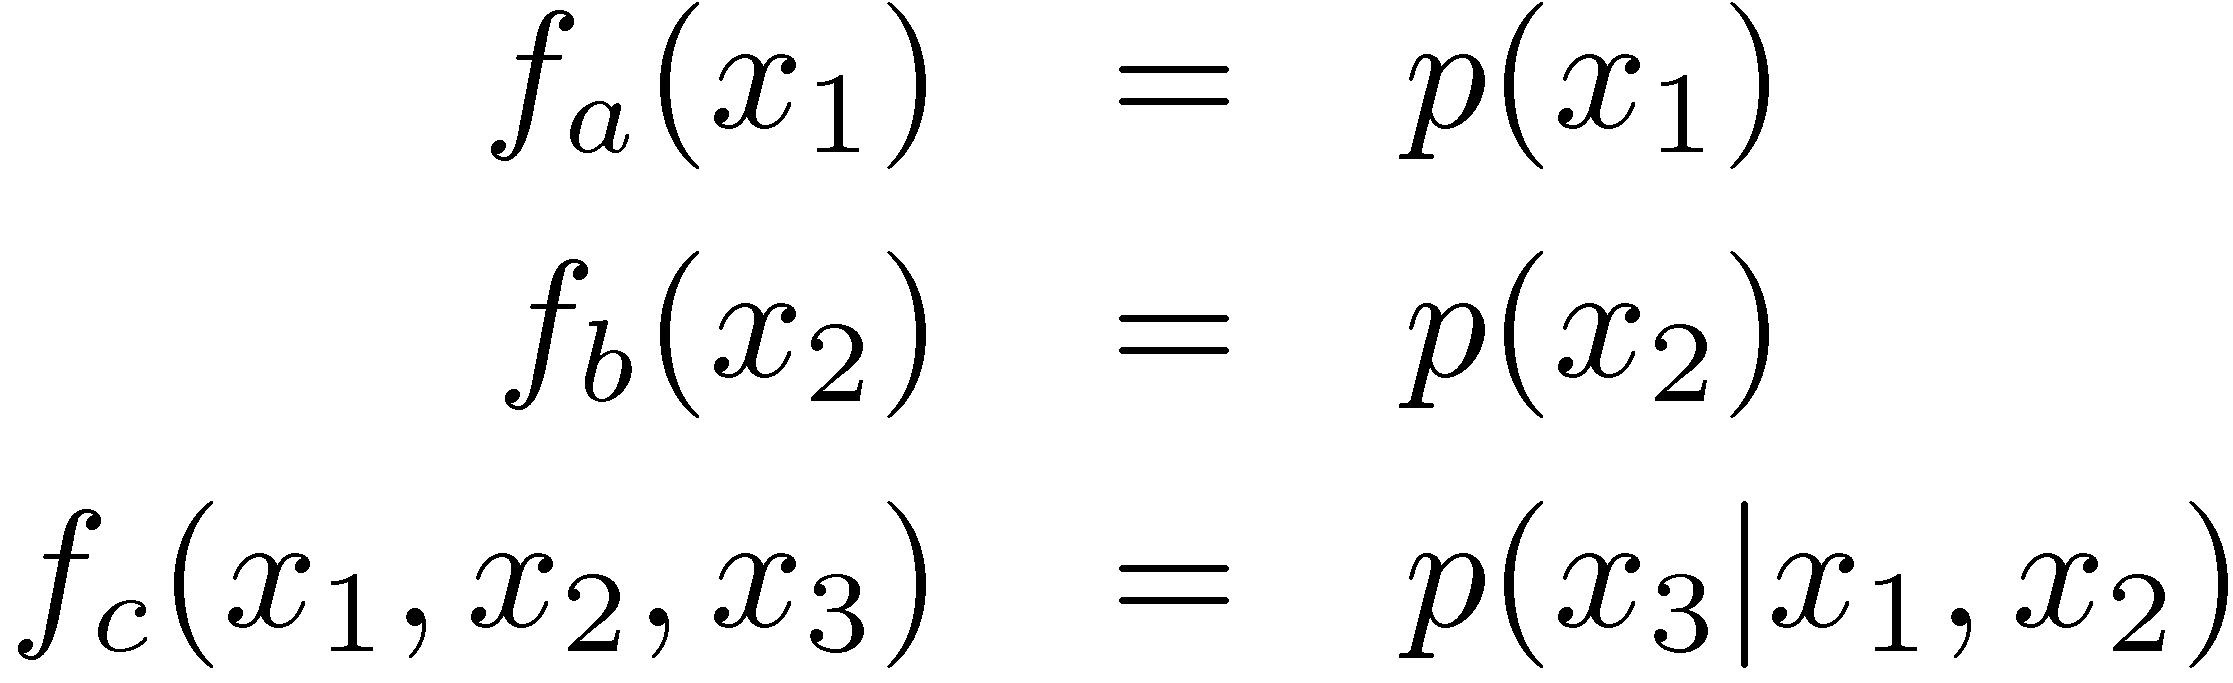 f_a(x_1) = p(x_1)
f_b(x_2) = p(x_2)
f_c(x_1, x_2, x_3) = p(x_3|x_1, x_2)